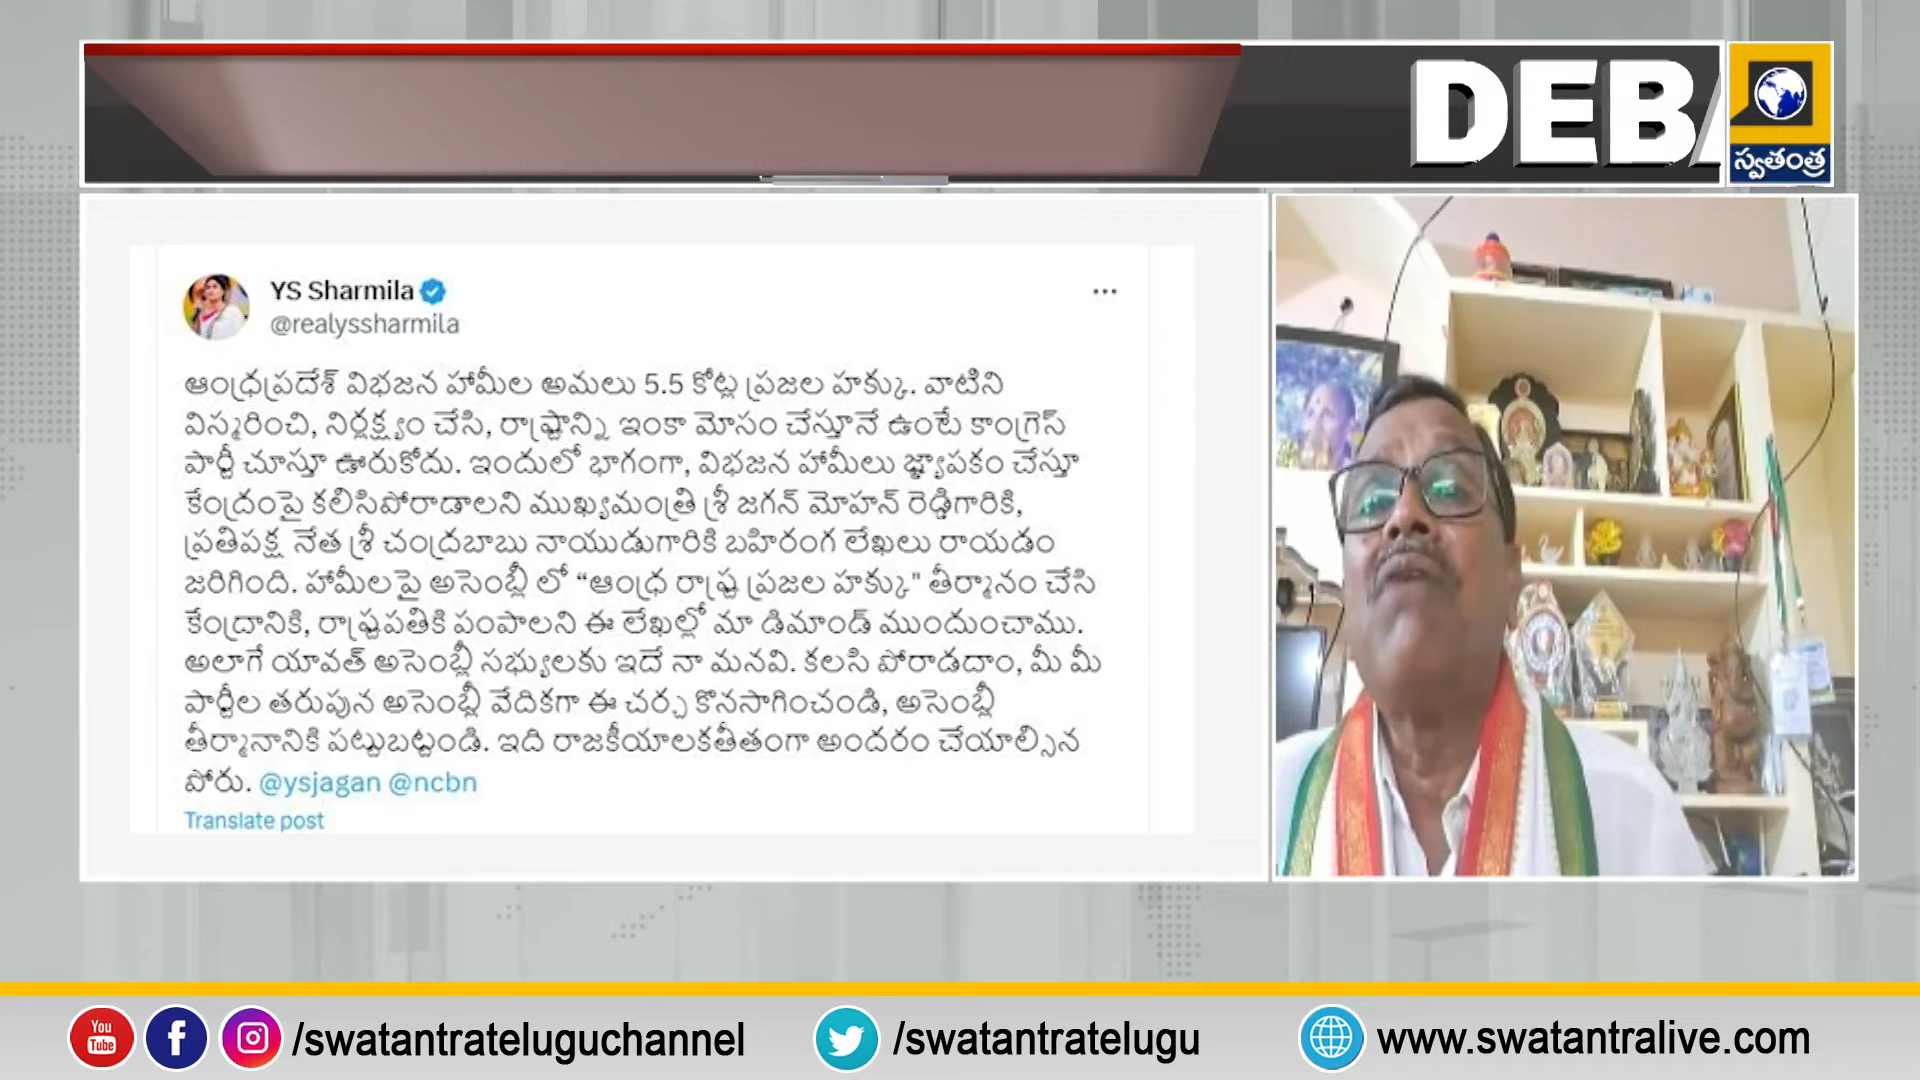 DEBA
స్వతంత్ర
YS Sharmila
@realyssharmila
ఆంధ్రప్రదేశ్ విభజన హామీల అమలు 5.5 కోట్ల ప్రజల హక్కు. వాటిని
విస్మరించి, నిర్లక్ష్యం చేసి, రాష్ట్రాన్ని ఇంకా మోసం చేస్తూనే ఉంటే కాంగ్రెస్
పార్టీ చూస్తూ ఊరుకోదు. ఇందులో భాగంగా, విభజన హామీలు జ్ఞాపకం చేస్తూ
కేంద్రంపై కలిసిపోరాడాలని ముఖ్యమంత్రి శ్రీ జగన్ మోహన్ రెడ్డిగారికి,
ప్రతిపక్ష నేత శ్రీ చంద్రబాబు నాయుడుగారికి బహిరంగ లేఖలు రాయడం
జరిగింది. హామీలపై అసెంబ్లీ లో “ఆంధ్ర రాష్ట్ర ప్రజల హక్కు" తీర్మానం చేసి
కేంద్రానికి, రాష్ట్రపతికి పంపాలని ఈ లేఖల్లో మా డిమాండ్ ముందుంచాము.
అలాగే యావత్ అసెంబ్లీ సభ్యులకు ఇదే నా మనవి. కలసి పోరాడదాం, మీ మీ
పార్టీల తరుపున అసెంబ్లీ వేదికగా ఈ చర్చ కొనసాగించండి, అసెంబ్లీ
తీర్మానానికి పట్టుబట్టండి. ఇది రాజకీయాలకతీతంగా అందరం చేయాల్సిన
పోరు. @ysjagan @ncbn
Translate post
You
Tube
/swatantrateluguchannel
/swatantratelugu
www.swatantralive.com